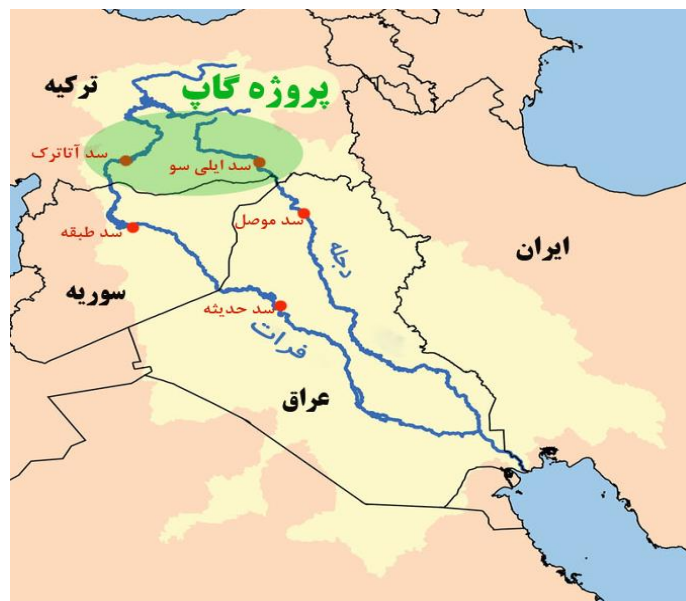 پروژه گاپ
ترکیه
سد آتاترک
سد ایلی سو
سد موصل
سد طبقه
دجله
ایران
سوریه
سد حدیثه
فرات
عراق